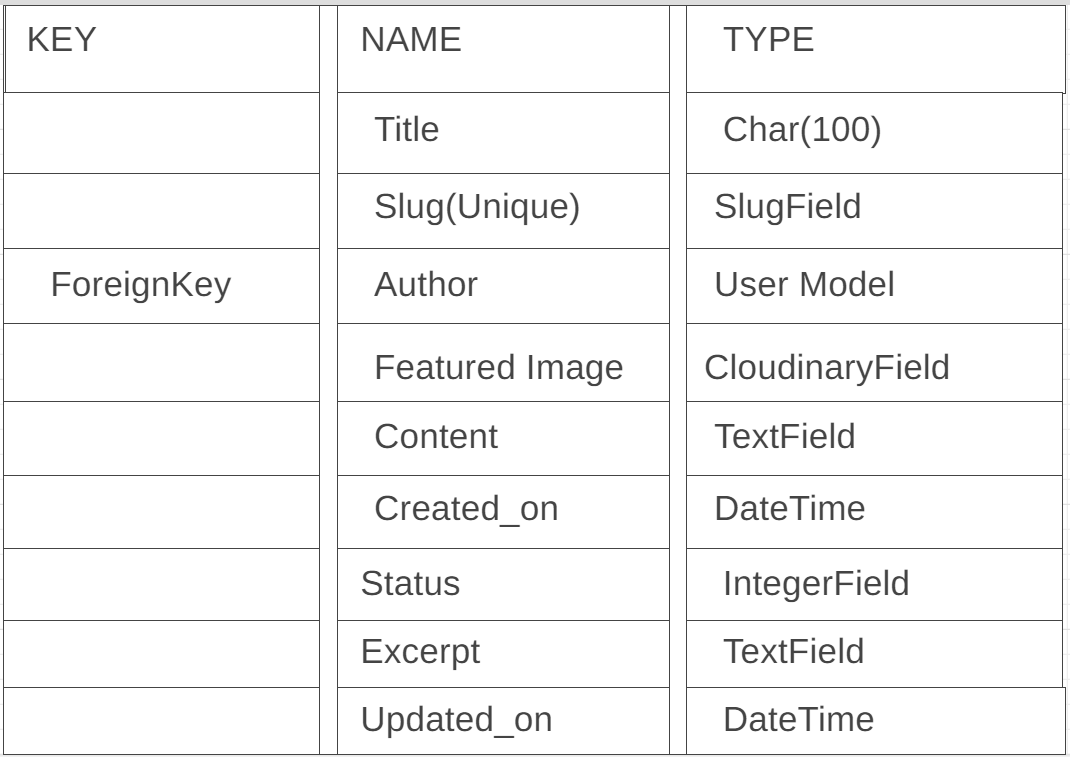 KEY NAME TYPE
Title Char(100)
Slug(Unique) SlugField
ForeignKey Author User Model
Featured Image CloudinaryField
Content TextField
Created_on DateTime
Status IntegerField
Excerpt TextField
Updated_on DateTime